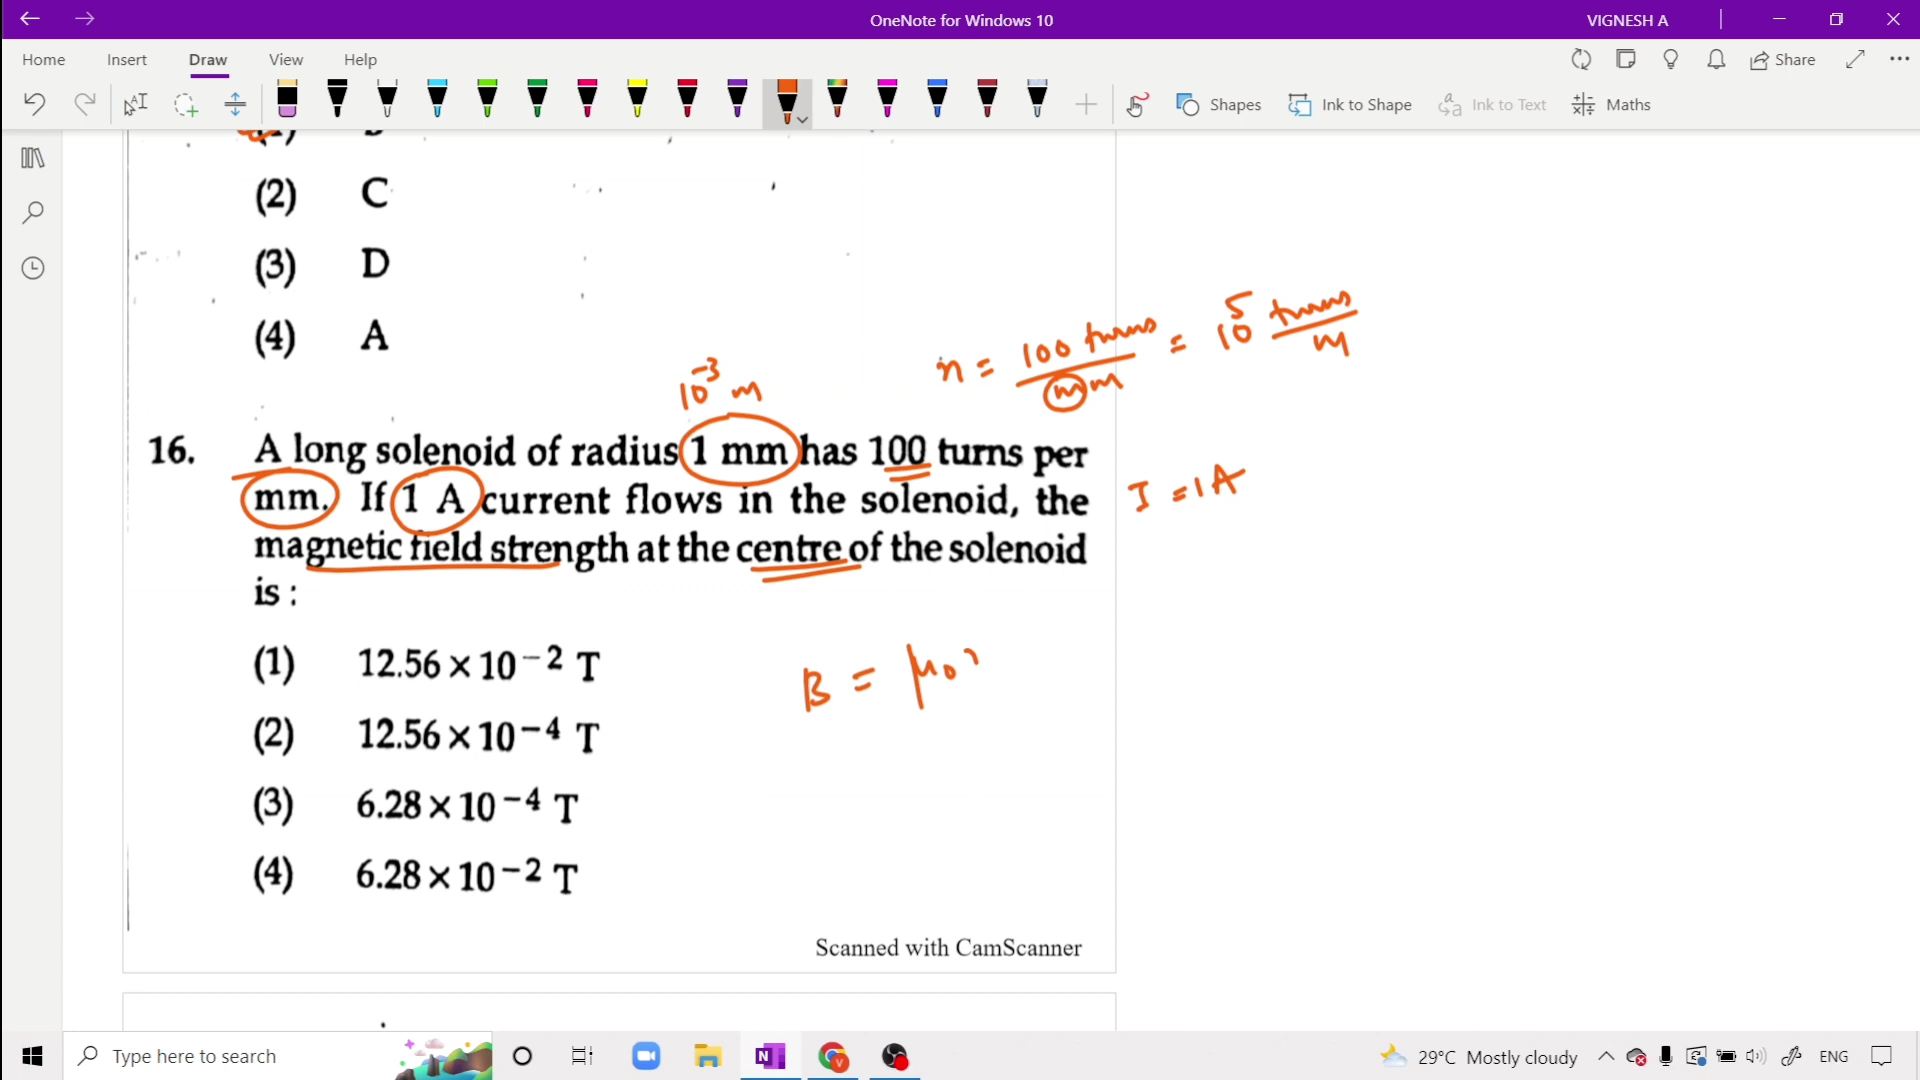 OneNote for Windows 10
VIGNESH A
Home Insert Draw View Help
Share
Shapes
Ink to Shape
Ink to Text
Maths
(2) C
(3) D
(4) A
n = 100 turns / mm = 10^5 turns / m
10^-3 m
16. A long solenoid of radius 1 mm has 100 turns per
mm. If 1 A current flows in the solenoid, the
I = 1A
magnetic field strength at the centre of the solenoid
is :
(1) 12.56 × 10^-2 T
B = μ0
(2) 12.56 × 10^-4 T
(3) 6.28 × 10^-4 T
(4) 6.28 × 10^-2 T
Scanned with CamScanner
Type here to search
29°C Mostly cloudy
ENG